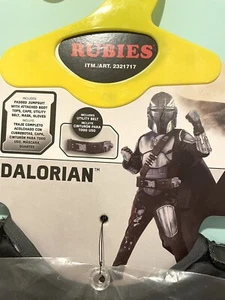 RUBIES
ITM./ART. 2321717
INCLUDES
PADDED JUMPSUIT
WITH ATTACHED BOOT
TOPS, CAPE, UTILITY
BELT, MASK, GLOVES
INCLUYE
TRAJE COMPLETO
ACOLCHADO CON
CUBREBOTAS, CAPA,
CINTURÓN PARA TODO
USO, MÁSCARA,
GUANTES
INCLUDES
UTILITY BELT
INCLUYE
CINTURÓN PARA
TODO USO
DALORIAN™